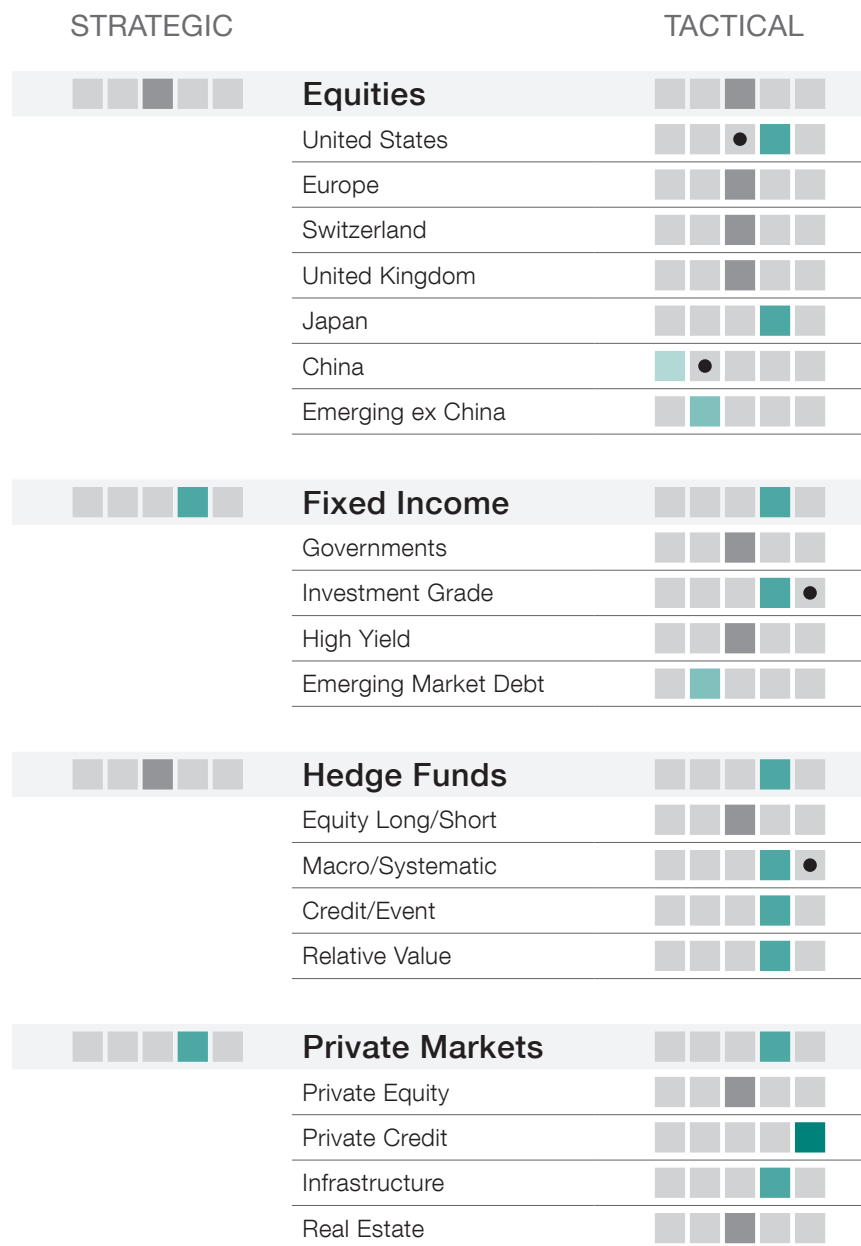 STRATEGIC TACTICAL
Equities
United States
Europe
Switzerland
United Kingdom
Japan
China
Emerging ex China
Fixed Income
Governments
Investment Grade
High Yield
Emerging Market Debt
Hedge Funds
Equity Long/Short
Macro/Systematic
Credit/Event
Relative Value
Private Markets
Private Equity
Private Credit
Infrastructure
Real Estate